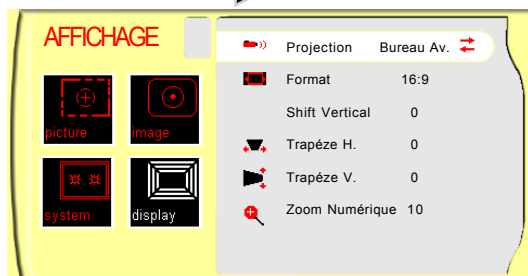 AFFICHAGE
picture
image
system
display
Projection Bureau Av.
Format 16:9
Shift Vertical 0
Trapéze H. 0
Trapéze V. 0
Zoom Numérique 10